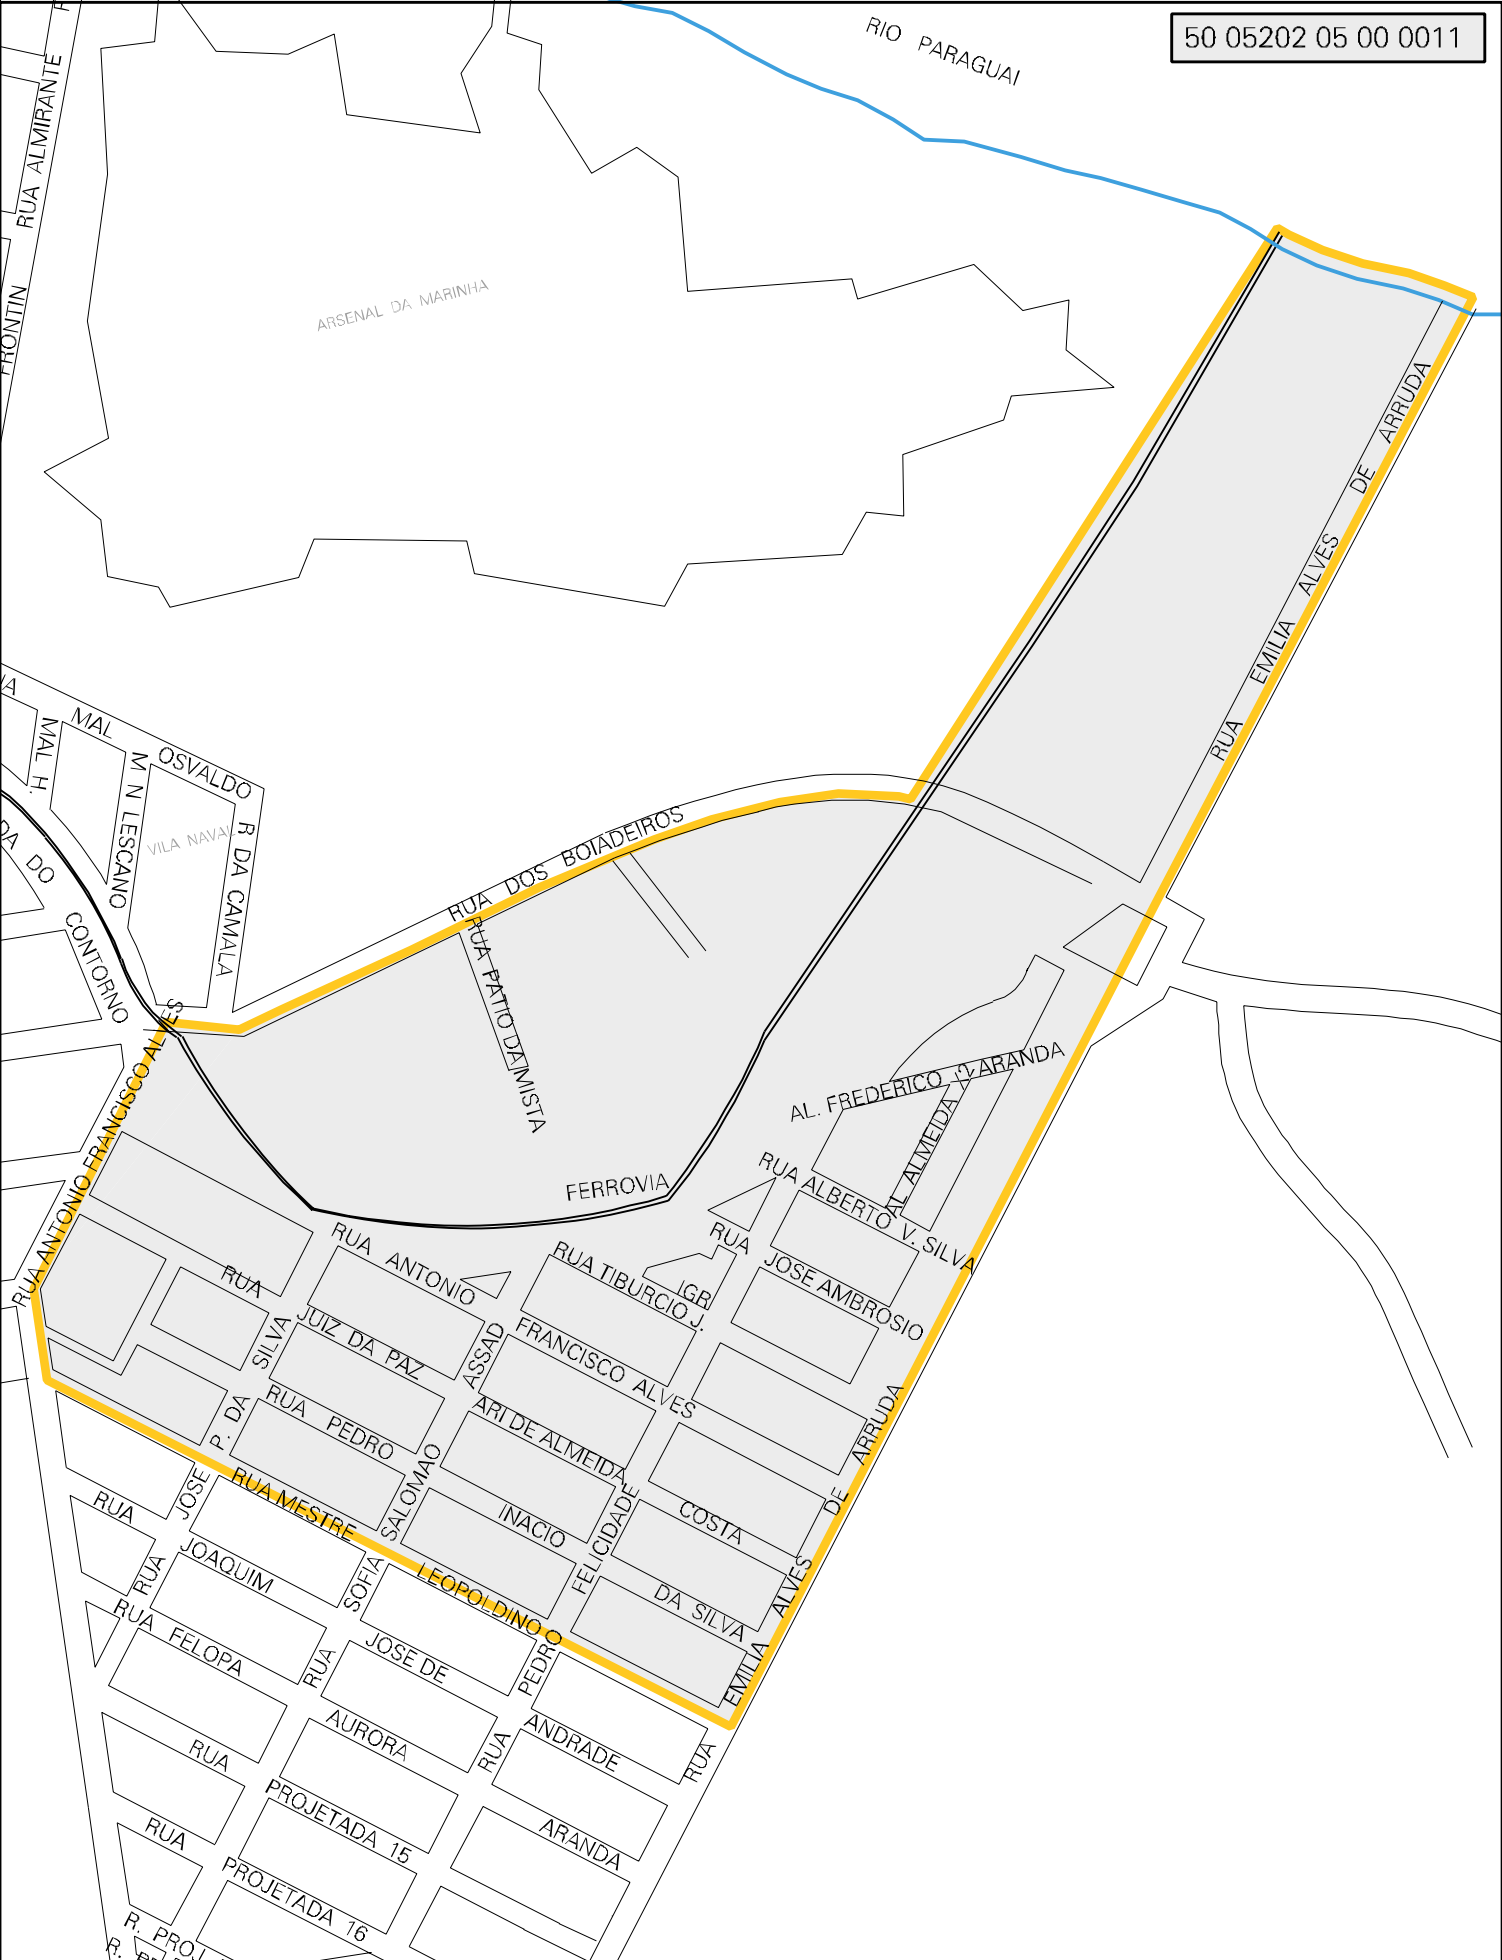 50 05202 05 00 0011
RIO PARAGUAI
RUA ALMIRANTE
FRONTIN
ARSENAL DA MARINHA
MAL OSVALDO
MAL H.
M N LESCANO
VILA NAVAL
R DA CAMALA
DA DO CONTORNO
RUA DOS BOIADEIROS
RUA PATIO DA MISTA
RUA EMILIA ALVES DE ARRUDA
RUA ANTONIO FRANCISCO ALVES
FERROVIA
AL. FREDERICO ARANDA
AL ALMEIDA
RUA ALBERTO V. SILVA
RUA JOSE AMBROSIO
RUA TIBURCIO J.
IGR
RUA ANTONIO
FRANCISCO ALVES
RUA
JUIZ DA PAZ
ARI DE ALMEIDA
COSTA
RUA PEDRO
INACIO
DA SILVA
RUA MESTRE
LEOPOLDINO O
RUA JOSE P. DA SILVA
RUA SOFIA SALOMAO ASSAD
RUA PEDRO FELICIDADE
RUA EMILIA ALVES DE ARRUDA
RUA
JOAQUIM
JOSE DE
ANDRADE
RUA FELOPA
AURORA
ARANDA
RUA
PROJETADA 15
RUA
PROJETADA 16
R. PROJ
R.